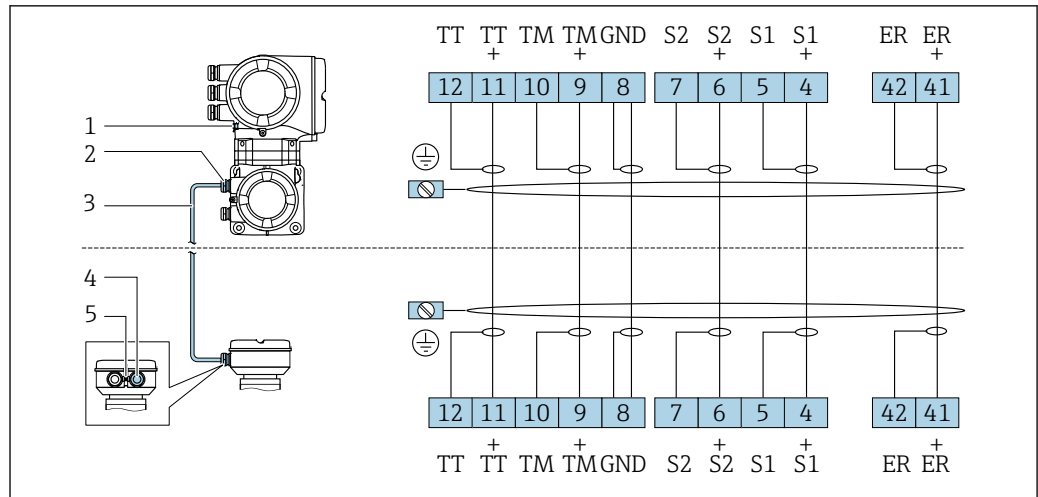 TT TT TM TM GND S2 S2 S1 S1 ER ER
+ + + + +
12 11 10 9 8 7 6 5 4 42 41
1
2
3
4
5
12 11 10 9 8 7 6 5 4 42 41
+ + + + +
TT TT TM TM GND S2 S2 S1 S1 ER ER